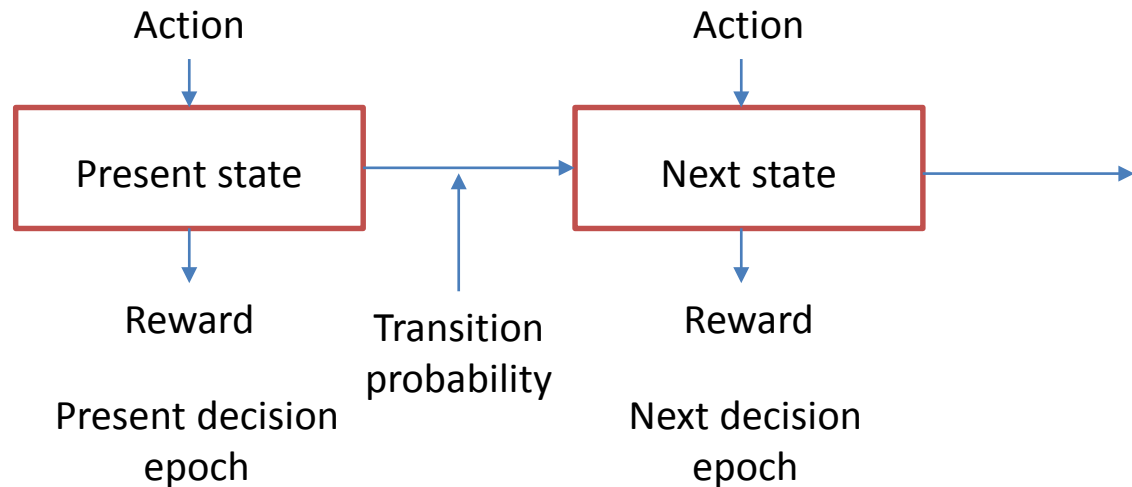 Action
Action
Present state
Next state
Reward
Transition
probability
Reward
Present decision
epoch
Next decision
epoch